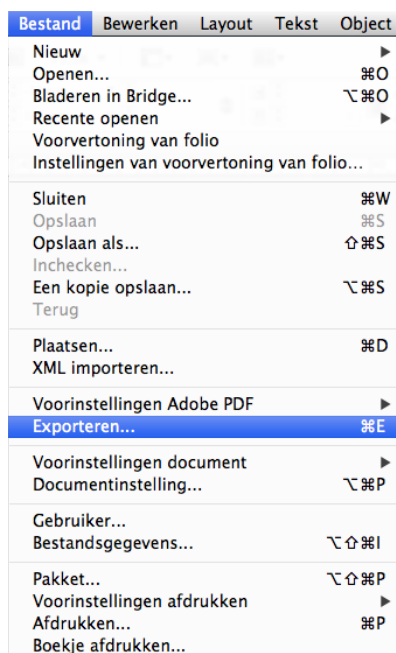 Bestand Bewerken Layout Tekst Object
Nieuw ▶
Openen... ⌘O
Bladeren in Bridge... ⌥⌘O
Recente openen ▶
Voorvertoning van folio
Instellingen van voorvertoning van folio...
Sluiten ⌘W
Opslaan ⌘S
Opslaan als... ⇧⌘S
Inchecken...
Een kopie opslaan... ⌥⌘S
Terug
Plaatsen... ⌘D
XML importeren...
Voorinstellingen Adobe PDF ▶
Exporteren... ⌘E
Voorinstellingen document ▶
Documentinstelling... ⌥⌘P
Gebruiker...
Bestandsgegevens... ⌥⇧⌘I
Pakket... ⌥⇧⌘P
Voorinstellingen afdrukken ▶
Afdrukken... ⌘P
Boekje afdrukken...